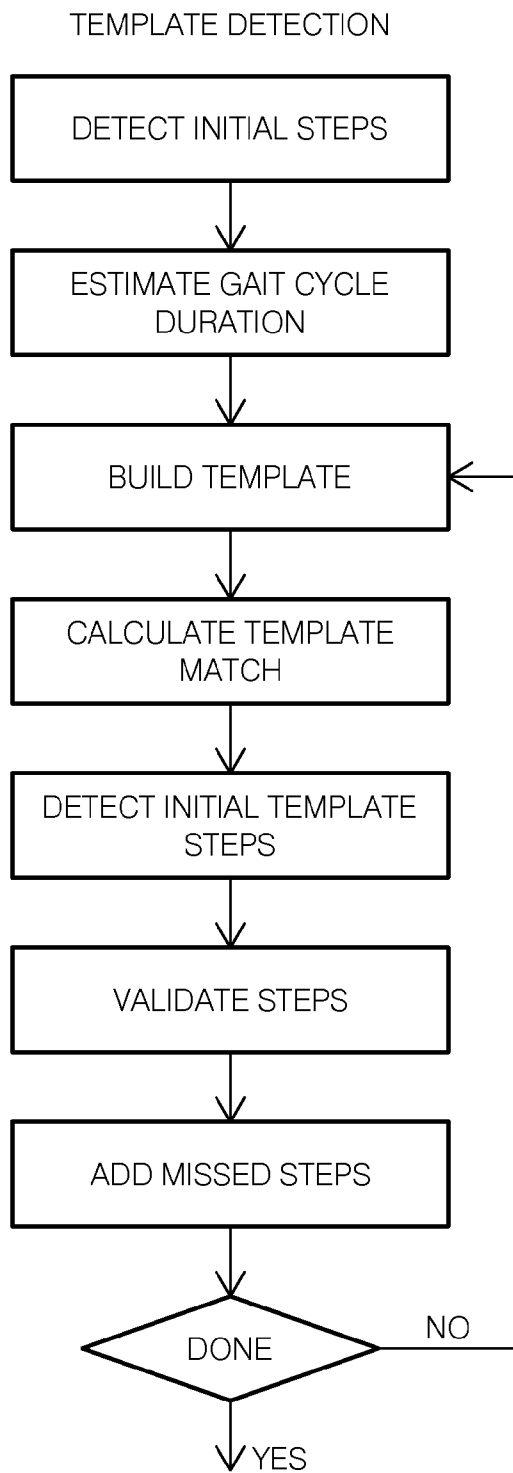 TEMPLATE DETECTION
DETECT INITIAL STEPS
ESTIMATE GAIT CYCLE
DURATION
BUILD TEMPLATE
CALCULATE TEMPLATE
MATCH
DETECT INITIAL TEMPLATE
STEPS
VALIDATE STEPS
ADD MISSED STEPS
DONE
NO
YES